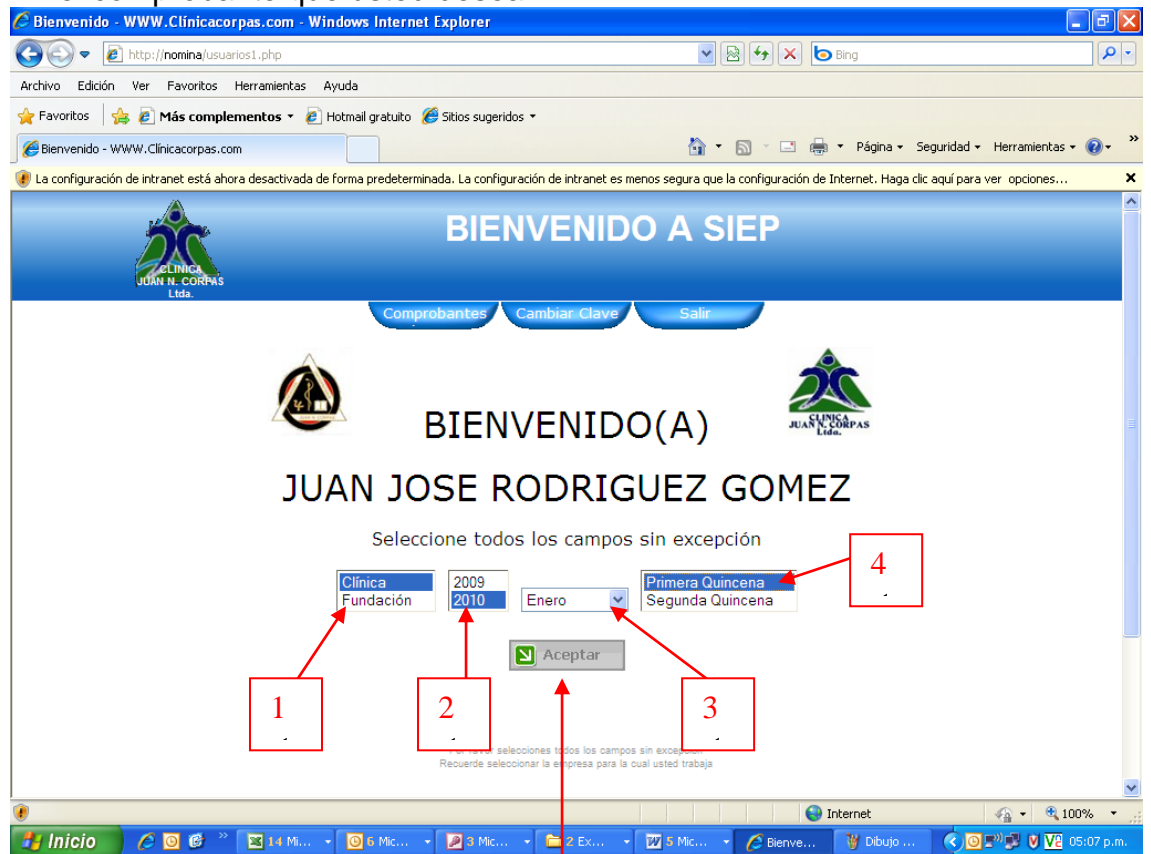 Bienvenido - WWW.Clínicacorpas.com - Windows Internet Explorer
http://nomina/usuarios1.php
Bing
Archivo Edición Ver Favoritos Herramientas Ayuda
Favoritos Más complementos Hotmail gratuito Sitios sugeridos
Bienvenido - WWW.Clínicacorpas.com
Página Seguridad Herramientas
La configuración de intranet está ahora desactivada de forma predeterminada. La configuración de intranet es menos segura que la configuración de Internet. Haga clic aquí para ver opciones...
BIENVENIDO A SIEP
CLINICA
JUAN N. CORPAS
Ltda.
Comprobantes Cambiar Clave Salir
BIENVENIDO(A)
CLINICA
JUAN N. CORPAS
Ltda.
JUAN JOSE RODRIGUEZ GOMEZ
Seleccione todos los campos sin excepción
4
Clínica 2009 Primera Quincena
Fundación 2010 Enero Segunda Quincena
Aceptar
1 2 3
selecciones todos los campos sin
Recuerde seleccionar la empresa para la cual usted trabaja
Internet 100%
Inicio 14 Mi... 6 Mic... 3 Mic... 2 Ex... 5 Mic... Bienve... Dibujo ... 05:07 p.m.